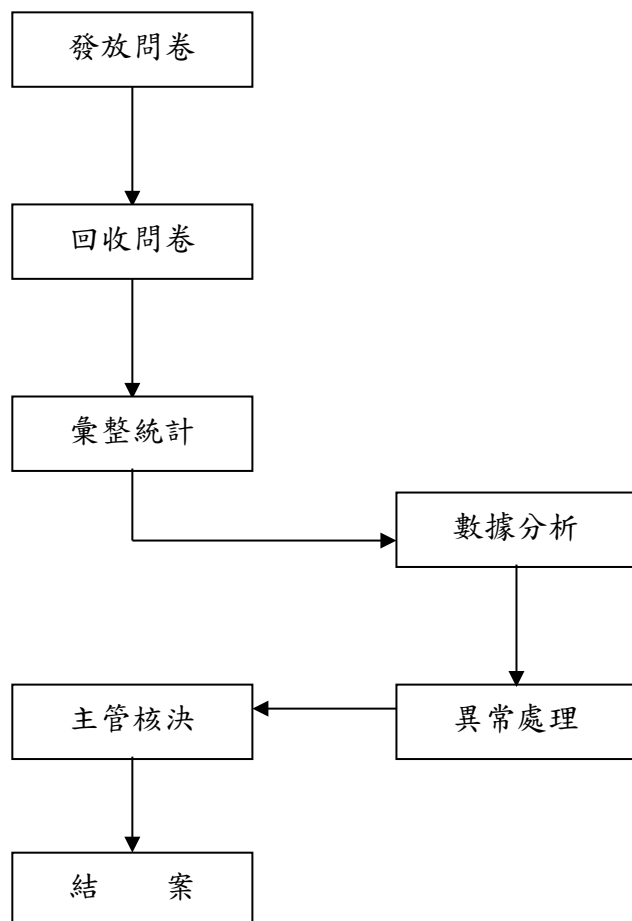 發放問卷
回收問卷
彙整統計
數據分析
異常處理
主管核決
結　　案